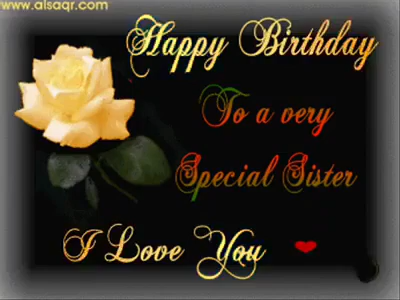 www.alsaqr.com
Happy Birthday
To a very
Special Sister
I Love You